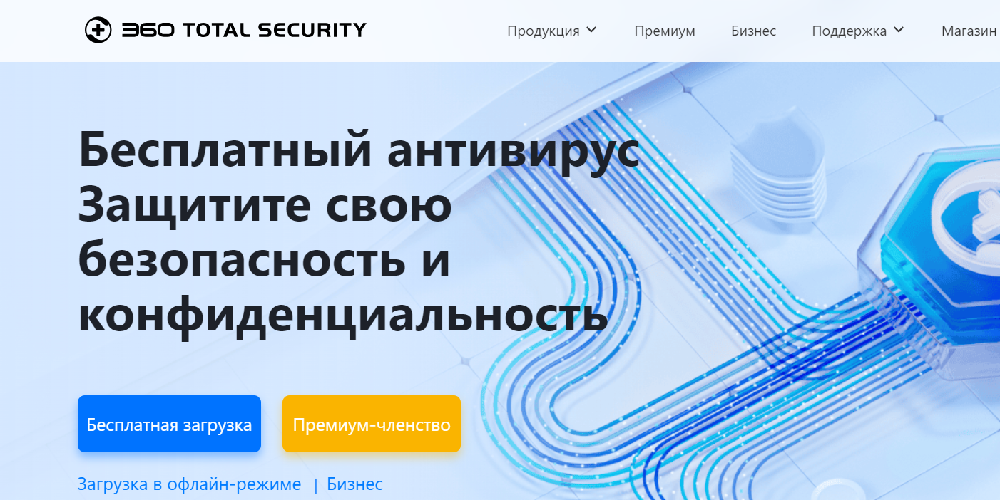 360 TOTAL SECURITY
Продукция
Премиум
Бизнес
Поддержка
Магазин
Бесплатный антивирус
Защитите свою
безопасность и
конфиденциальность
Бесплатная загрузка
Премиум-членство
Загрузка в офлайн-режиме | Бизнес